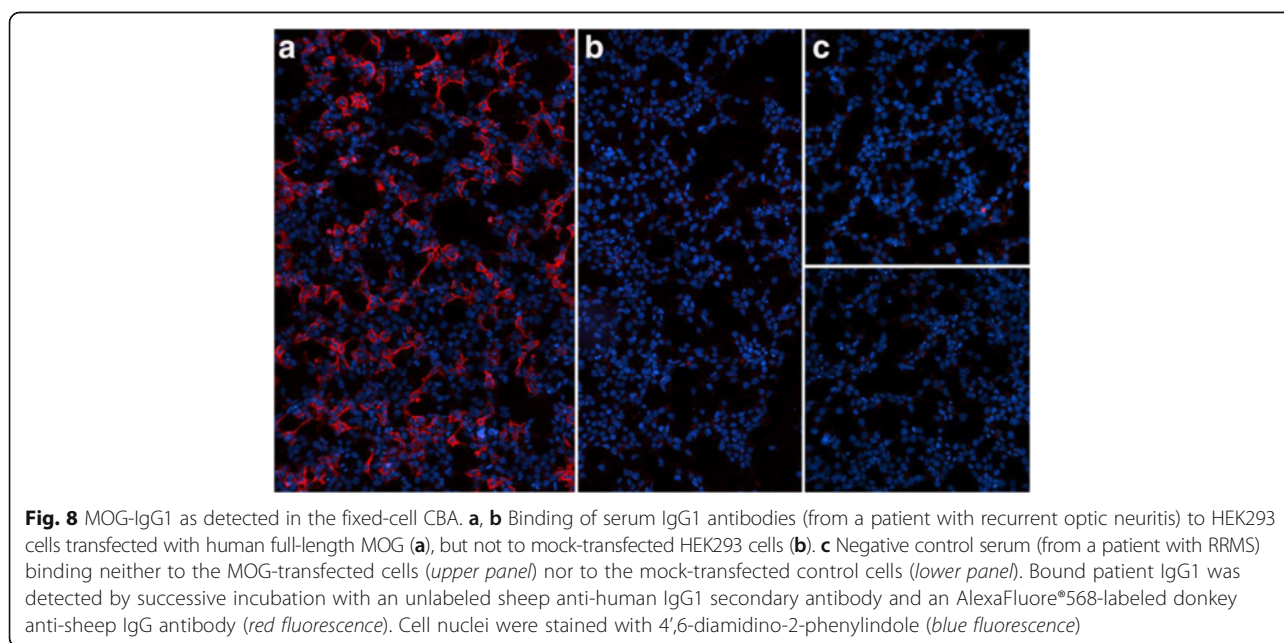 a
b
c
Fig. 8 MOG-IgG1 as detected in the fixed-cell CBA. a, b Binding of serum IgG1 antibodies (from a patient with recurrent optic neuritis) to HEK293
cells transfected with human full-length MOG (a), but not to mock-transfected HEK293 cells (b). c Negative control serum (from a patient with RRMS)
binding neither to the MOG-transfected cells (upper panel) nor to the mock-transfected control cells (lower panel). Bound patient IgG1 was
detected by successive incubation with an unlabeled sheep anti-human IgG1 secondary antibody and an AlexaFluore®568-labeled donkey
anti-sheep IgG antibody (red fluorescence). Cell nuclei were stained with 4′,6-diamidino-2-phenylindole (blue fluorescence)